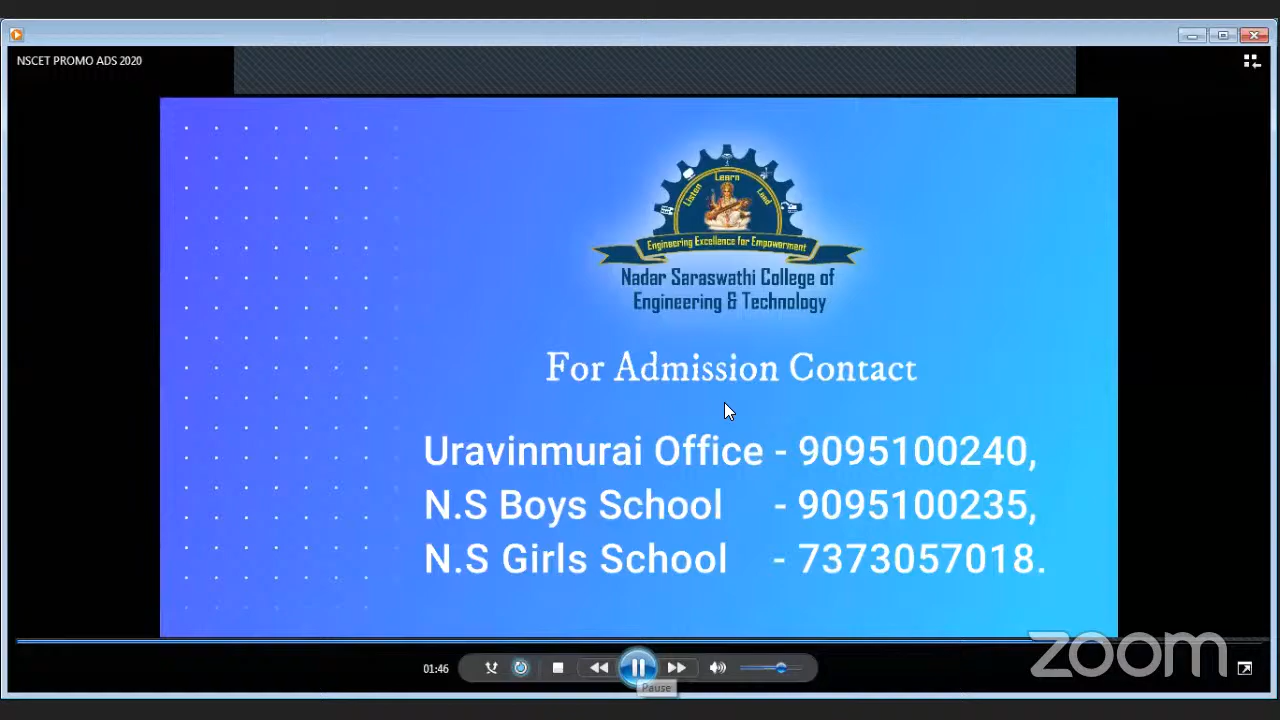 NSCET PROMO ADS 2020
Learn
Listen
Lead
Engineering Excellence for Empowerment
Nadar Saraswathi College of
Engineering & Technology
For Admission Contact
Uravinmurai Office - 9095100240,
N.S Boys School - 9095100235,
N.S Girls School - 7373057018.
01:46
Pause
zoom